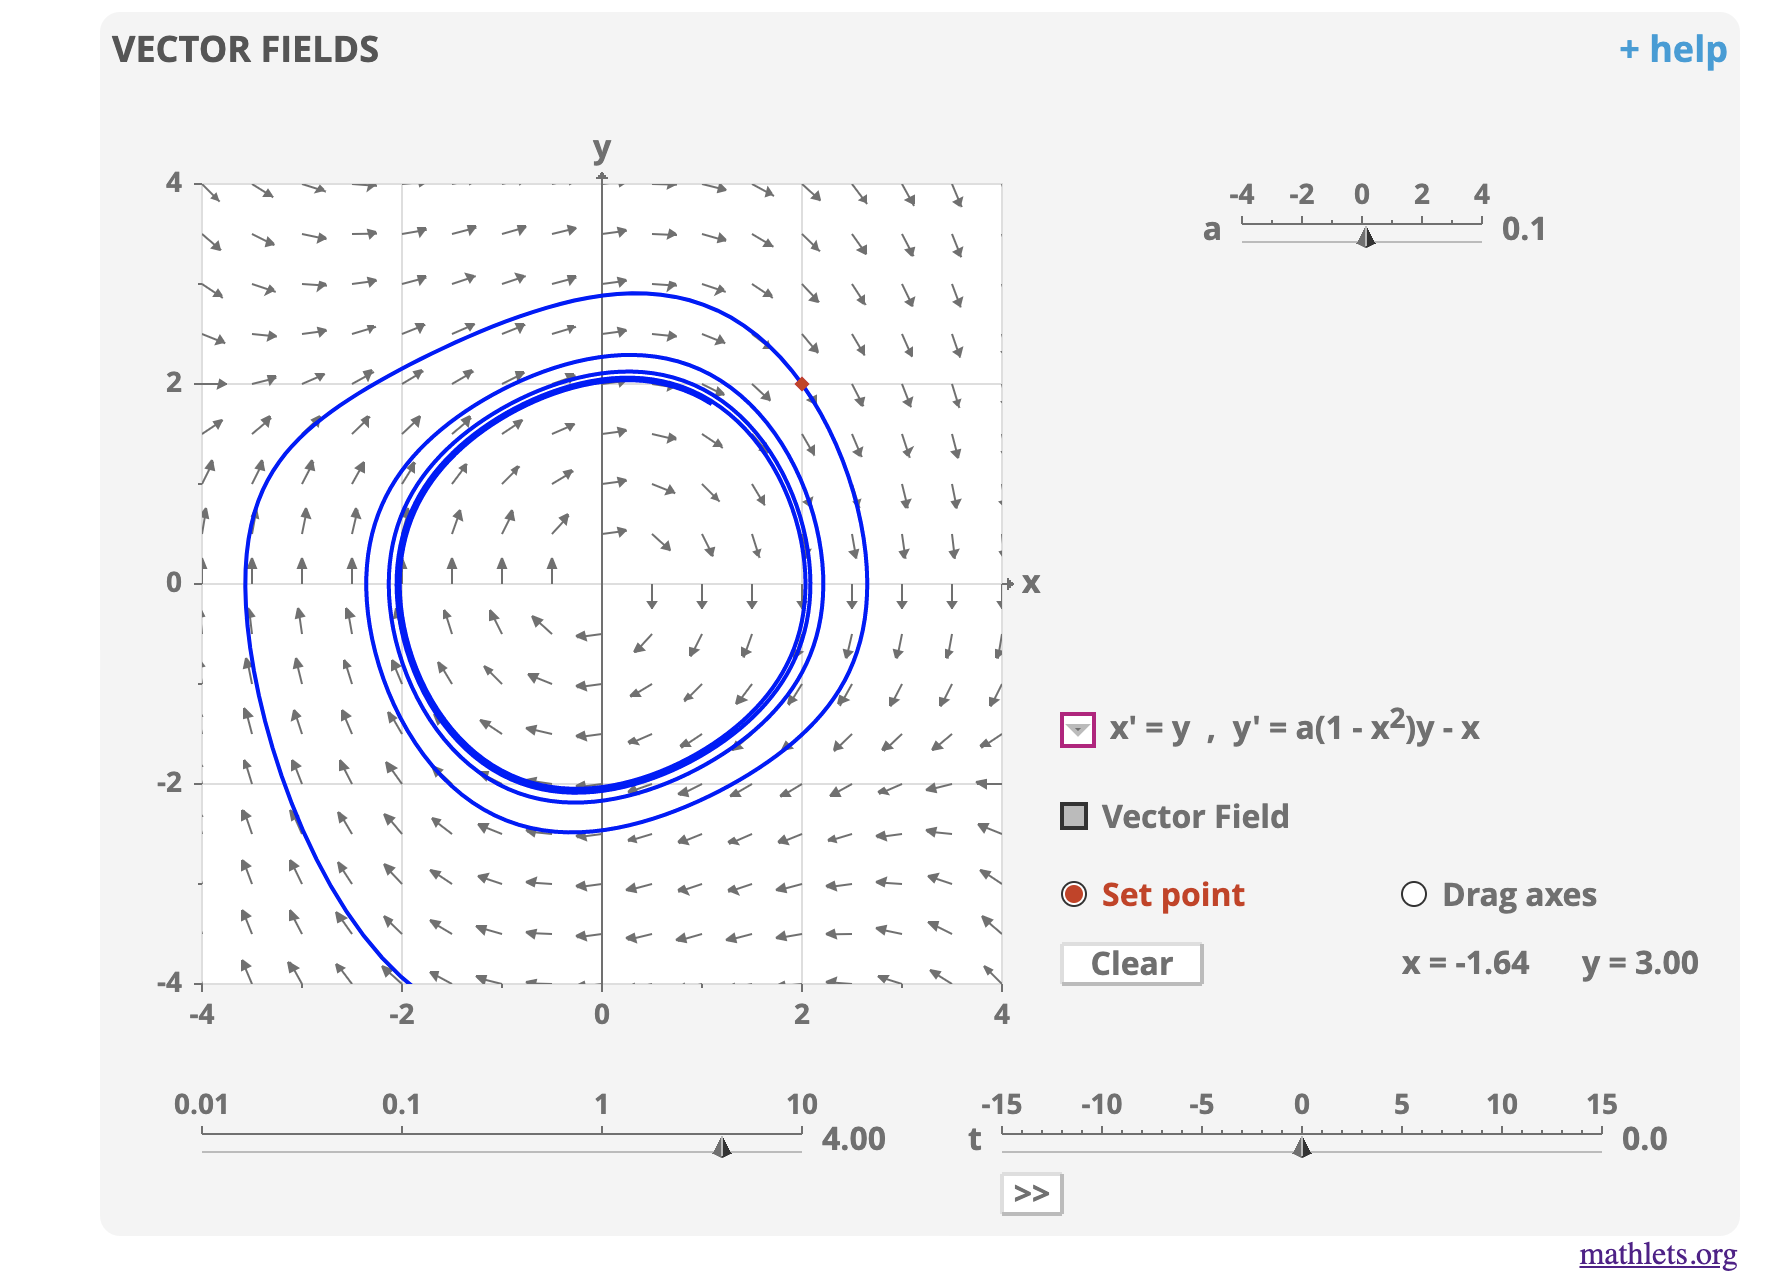 VECTOR FIELDS
+ help
y
4
2
0
-2
-4
x
-4 -2 0 2 4
-4 -2 0 2 4
a 0.1
x' = y , y' = a(1 - x²)y - x
Vector Field
Set point Drag axes
Clear x = -1.64 y = 3.00
0.01 0.1 1 10
4.00
-15 -10 -5 0 5 10 15
t 0.0
>>
mathlets.org